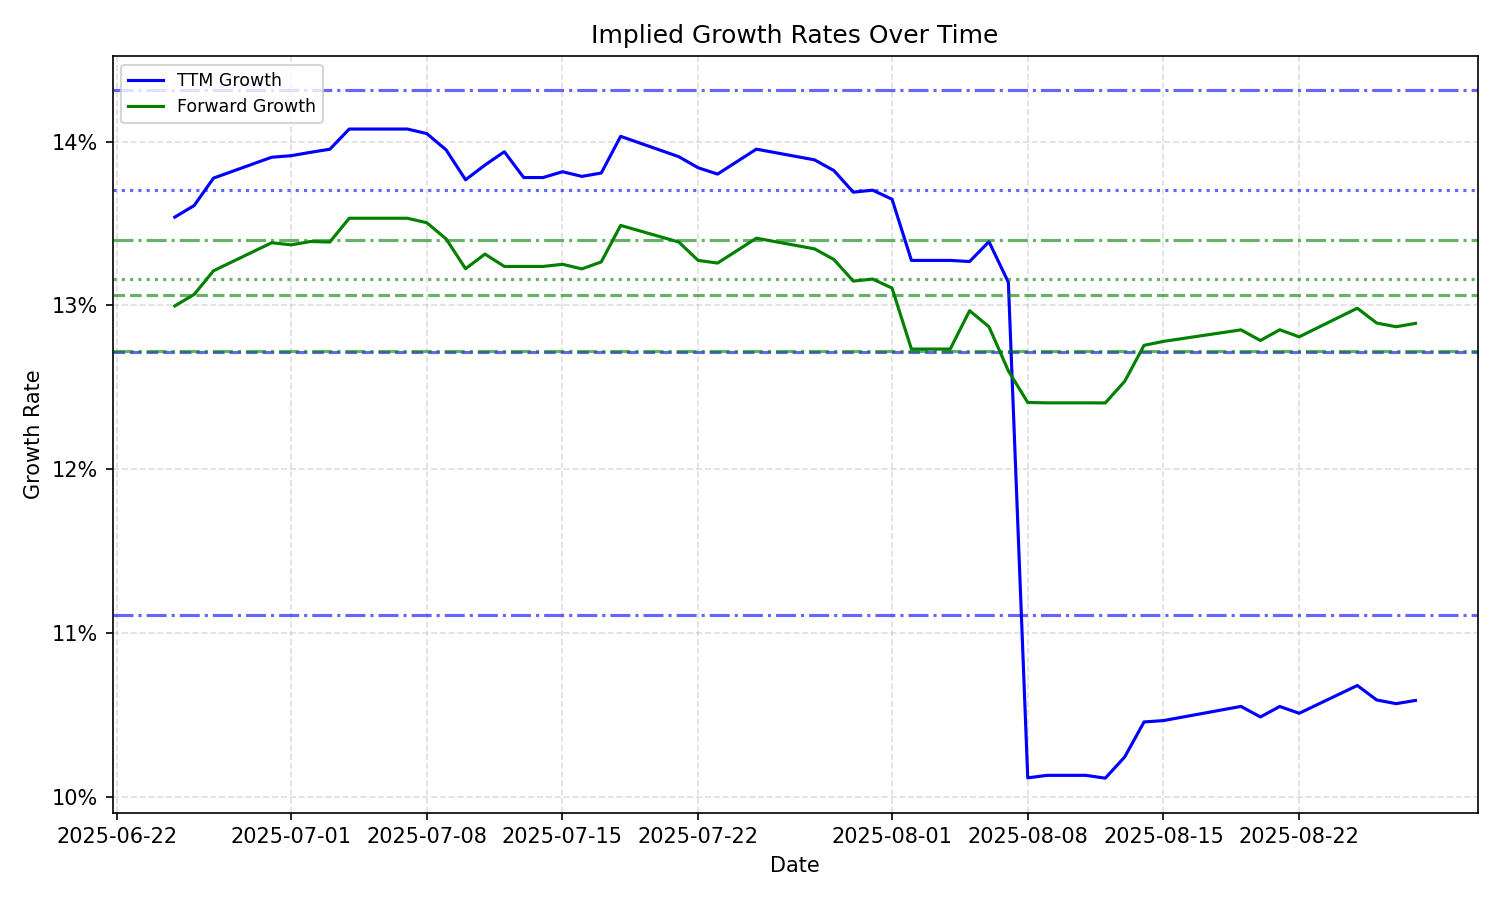 Implied Growth Rates Over Time
TTM Growth
Forward Growth
14%
13%
12%
11%
10%
Growth Rate
2025-06-22
2025-07-01
2025-07-08
2025-07-15
2025-07-22
2025-08-01
2025-08-08
2025-08-15
2025-08-22
Date